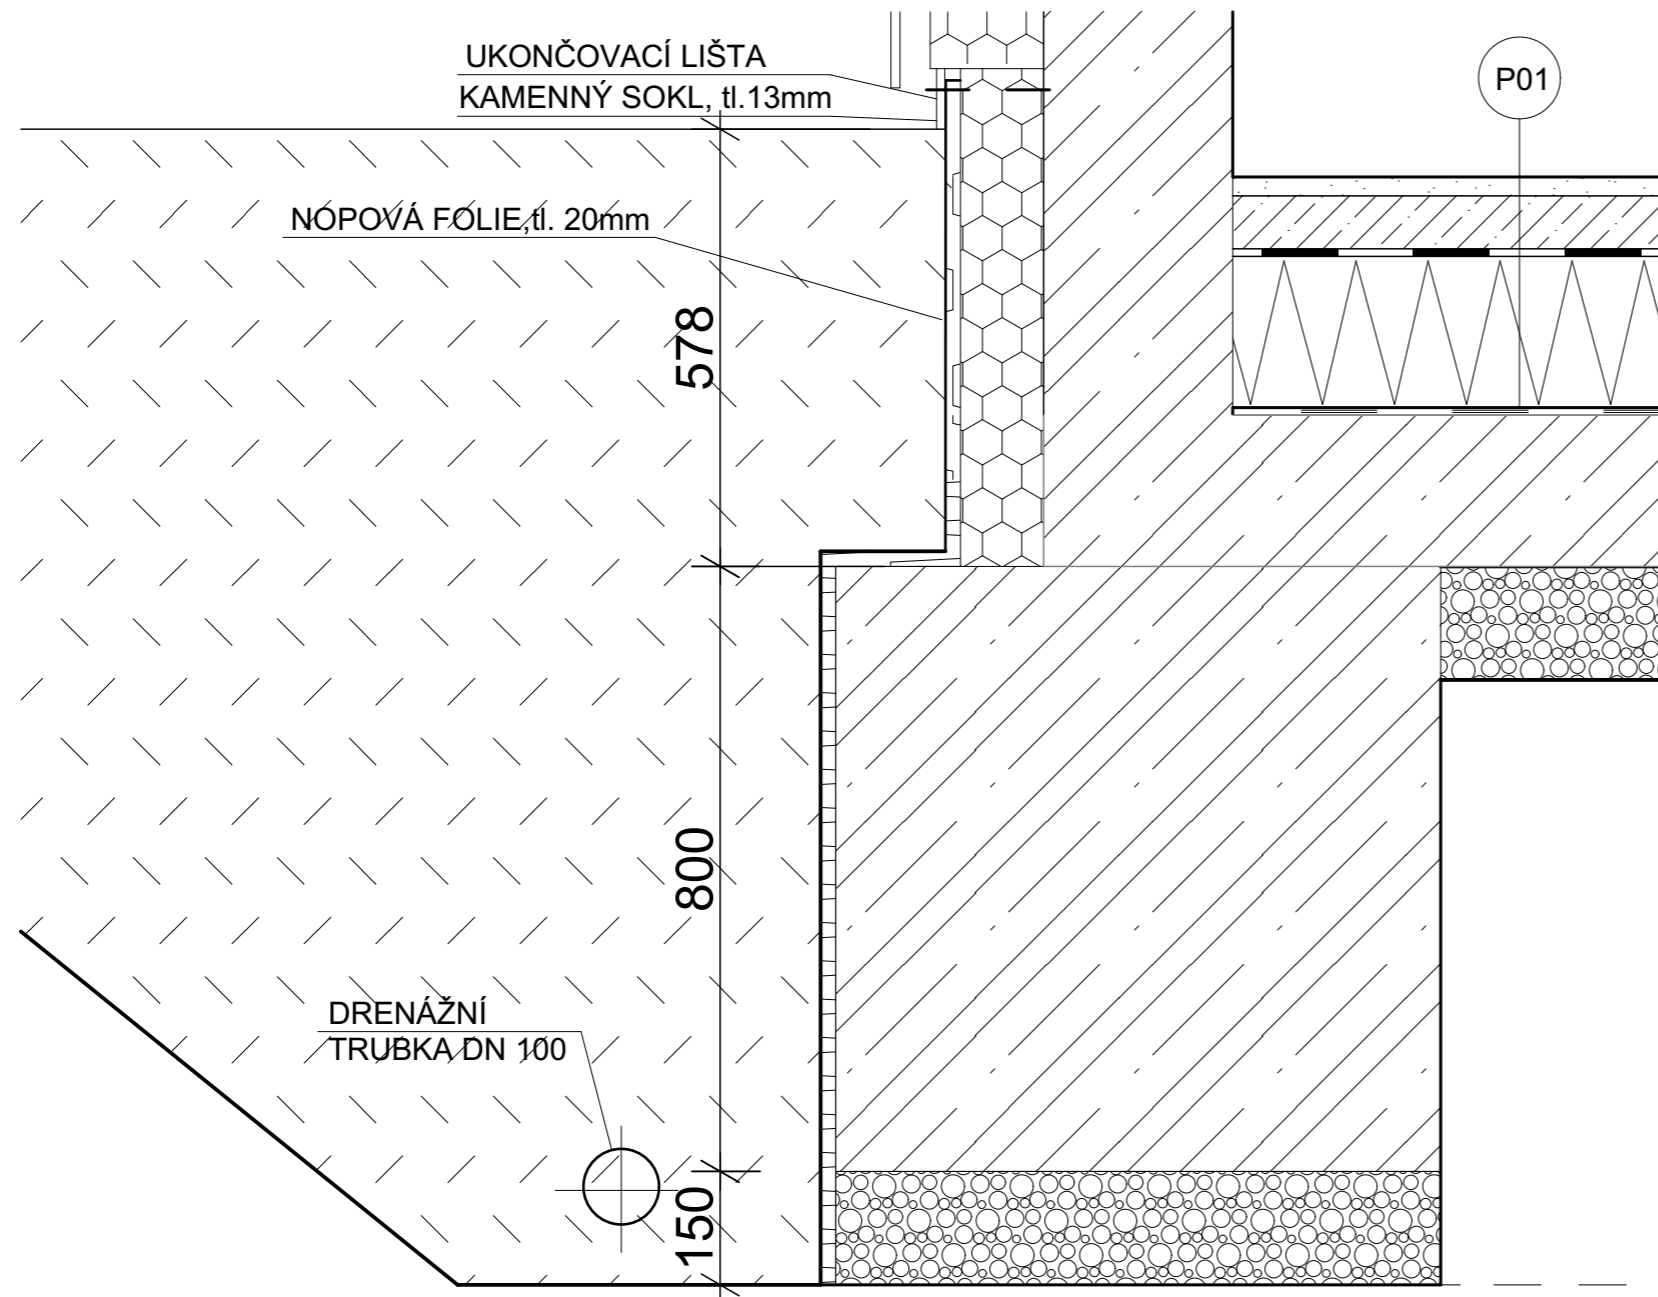 UKONČOVACÍ LIŠTA
KAMENNÝ SOKL, tl.13mm
P01
NOPOVÁ FOLIE,tl. 20mm
578
800
DRENÁŽNÍ
TRUBKA DN 100
150